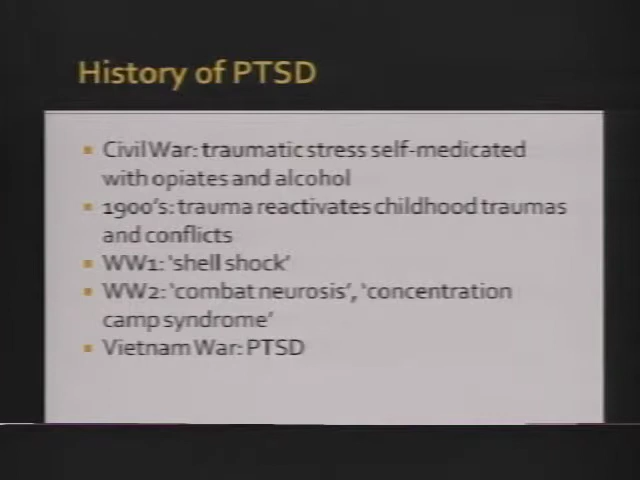 History of PTSD
Civil War: traumatic stress self-medicated
with opiates and alcohol
1900's: trauma reactivates childhood traumas
and conflicts
WW1: 'shell shock'
WW2: 'combat neurosis', 'concentration
camp syndrome'
Vietnam War: PTSD